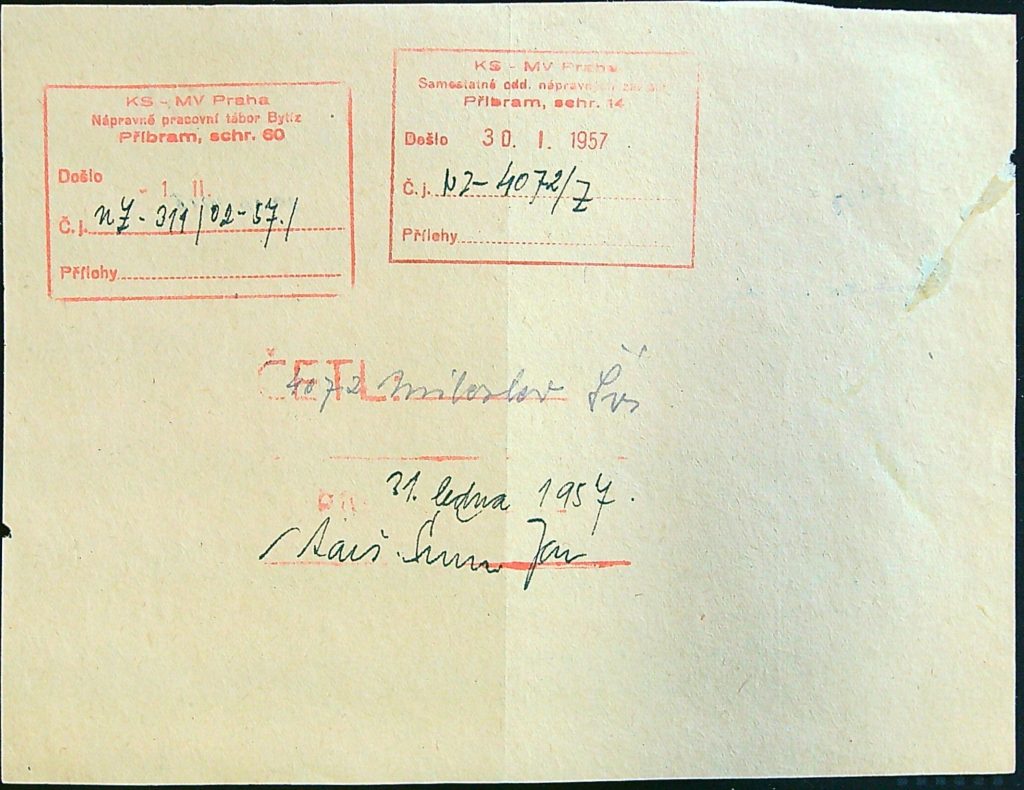 KS - MV Praha
Nápravně pracovní tábor Bytíz
Příbram, schr. 60
Došlo - 1. II.
Č. j. NZ - 311/02-57./
Přílohy
KS - MV Praha
Samostatné odd. nápravných
Příbram, schr. 14
Došlo 30. I. 1957
Č. j. NZ-4072/Z
Přílohy
ČETL:
4072 Miloslav
31. ledna 1957.
Jan